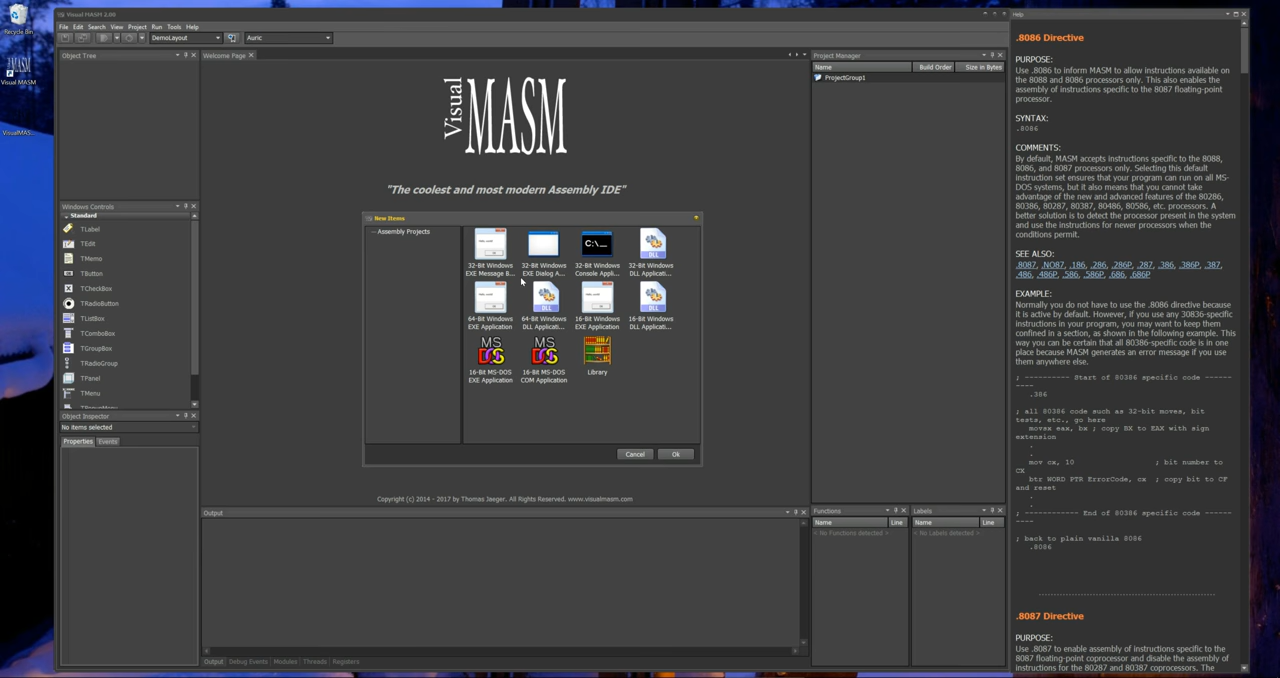 Recycle Bin
Visual MASM
VisualMAS...
Visual MASM 2.00
File Edit Search View Project Run Tools Help
DemoLayout
Auric
Object Tree
Windows Controls
Standard
TLabel
TEdit
TMemo
TButton
TCheckBox
TRadioButton
TListBox
TComboBox
TGroupBox
TRadioGroup
TPanel
TMenu
Object Inspector
No items selected
Properties Events
Welcome Page
Visual MASM
"The coolest and most modern Assembly IDE"
New Items
Assembly Projects
32-Bit Windows
EXE Message B...
32-Bit Windows
EXE Dialog A...
C:\_
32-Bit Windows
Console Appli...
DLL
32-Bit Windows
DLL Applicati...
64-Bit Windows
EXE Application
DLL
64-Bit Windows
DLL Applicati...
16-Bit Windows
EXE Application
DLL
16-Bit Windows
DLL Applicati...
MS
DOS
16-Bit MS-DOS
EXE Application
MS
DOS
16-Bit MS-DOS
COM Application
Library
Cancel Ok
Copyright (c) 2014 - 2017 by Thomas Jaeger. All Rights Reserved. www.visualmasm.com
Output
Output Debug Events Modules Threads Registers
Project Manager
Name Build Order Size in Bytes
ProjectGroup1
Functions
Name Line
< No Functions detected >
Labels
Name Line
< No Labels detected >
Help
.8086 Directive
PURPOSE:
Use .8086 to inform MASM to allow instructions available on
the 8088 and 8086 processors only. This also enables the
assembly of instructions specific to the 8087 floating-point
processor.
SYNTAX:
.8086
COMMENTS:
By default, MASM accepts instructions specific to the 8088,
8086, and 8087 processors only. Selecting this default
instruction set ensures that your program can run on all MS-
DOS systems, but it also means that you cannot take
advantage of the new and advanced features of the 80286,
80386, 80287, 80387, 80486, 80586, etc. processors. A
better solution is to detect the processor present in the system
and use the instructions for newer processors when the
conditions permit.
SEE ALSO:
.8087, .NO87, .186, .286, .286P, .287, .386, .386P, .387,
.486, .486P, .586, .586P, .686, .686P
EXAMPLE:
Normally you do not have to use the .8086 directive because
it is active by default. However, if you use any 30836-specific
instructions in your program, you may want to keep them
confined in a section, as shown in the following example. This
way you can be certain that all 80386-specific code is in one
place because MASM generates an error message if you use
them anywhere else.
; ---------- Start of 80386 specific code -------
----
.386
; all 80386 code such as 32-bit moves, bit
tests, etc., go here
movsx eax, bx ; copy BX to EAX with sign
extension
.
.
mov cx, 10 ; bit number to
CX
btr WORD PTR ErrorCode, cx ; copy bit to CF
and reset
.
.
; ------------ End of 80386 specific code -------
----
; back to plain vanilla 8086
.8086
.8087 Directive
PURPOSE:
Use .8087 to enable assembly of instructions specific to the
8087 floating-point coprocessor and disable the assembly of
instructions for the 80287 and 80387 coprocessors. The